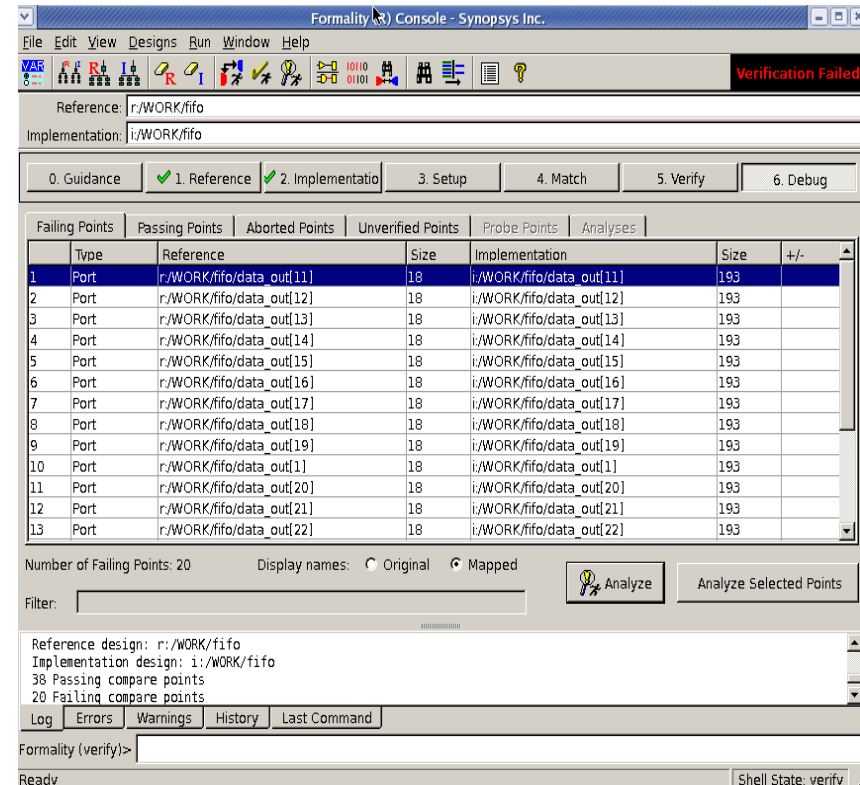 Formality (R) Console - Synopsys Inc.
File Edit View Designs Run Window Help
VAR R I R I R I 10110 01101
Verification Failed
Reference: r:/WORK/fifo
Implementation: i:/WORK/fifo
0. Guidance 1. Reference 2. Implementatio 3. Setup 4. Match 5. Verify 6. Debug
Failing Points Passing Points Aborted Points Unverified Points Probe Points Analyses
Type Reference Size Implementation Size +/-
1 Port r:/WORK/fifo/data_out[11] 18 i:/WORK/fifo/data_out[11] 193
2 Port r:/WORK/fifo/data_out[12] 18 i:/WORK/fifo/data_out[12] 193
3 Port r:/WORK/fifo/data_out[13] 18 i:/WORK/fifo/data_out[13] 193
4 Port r:/WORK/fifo/data_out[14] 18 i:/WORK/fifo/data_out[14] 193
5 Port r:/WORK/fifo/data_out[15] 18 i:/WORK/fifo/data_out[15] 193
6 Port r:/WORK/fifo/data_out[16] 18 i:/WORK/fifo/data_out[16] 193
7 Port r:/WORK/fifo/data_out[17] 18 i:/WORK/fifo/data_out[17] 193
8 Port r:/WORK/fifo/data_out[18] 18 i:/WORK/fifo/data_out[18] 193
9 Port r:/WORK/fifo/data_out[19] 18 i:/WORK/fifo/data_out[19] 193
10 Port r:/WORK/fifo/data_out[1] 18 i:/WORK/fifo/data_out[1] 193
11 Port r:/WORK/fifo/data_out[20] 18 i:/WORK/fifo/data_out[20] 193
12 Port r:/WORK/fifo/data_out[21] 18 i:/WORK/fifo/data_out[21] 193
13 Port r:/WORK/fifo/data_out[22] 18 i:/WORK/fifo/data_out[22] 193
Number of Failing Points: 20 Display names: Original Mapped
Analyze Analyze Selected Points
Filter:
Reference design: r:/WORK/fifo
Implementation design: i:/WORK/fifo
38 Passing compare points
20 Failing compare points
Log Errors Warnings History Last Command
Formality (verify)>
Ready Shell State: verify